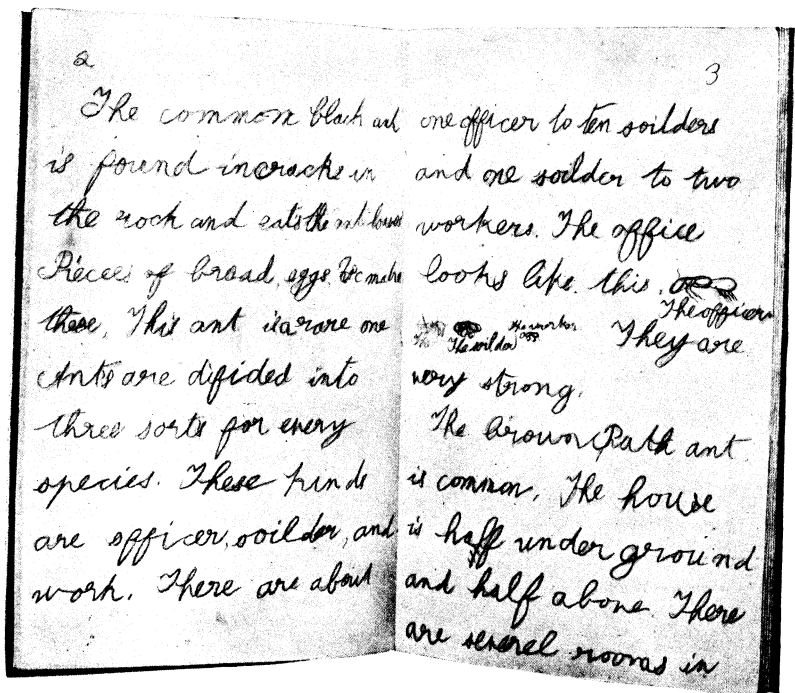 2
The common black ant
is found in cracks in
the rock and eats the
Pieces of bread, eggs. We make
these. This ant is a rare one
Ants are difided into
three sorts for every
species. These kinds
are officer, soilder, and
work. There are about
3
one officer to ten soilders
and one soilder to two
workers. The office
looks like this.
The officer
The soilder The worker They are
very strong.
The brown Path ant
is common. The house
is half under ground
and half above. There
are severel rooms in